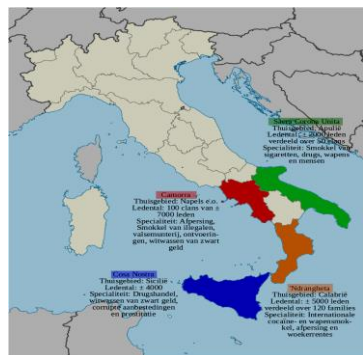 Sacra Corona Unita
Thuisgebied: Apulië
Ledental: ± 2000 leden
verdeeld over 50 clans
Specialiteit: Smokkel van
sigaretten, drugs, wapens
en mensen
Camorra
Thuisgebied: Napels e.o.
Ledental: 100 clans van ±
7000 leden
Specialiteit: Afpersing,
Smokkel van illegalen,
valsemunterij, ontvoerin-
gen, witwassen van zwart
geld
Cosa Nostra
Thuisgebied: Sicilië
Ledental: ± 4000
Specialiteit: Drugshandel,
witwassen van zwart geld,
corrupte aanbestedingen
en prostitutie
'Ndrangheta
Thuisgebied: Calabrië
Ledental: ± 5000 leden
verdeeld over 120 families
Specialiteit: Internationale
cocaïne- en wapensmok-
kel, afpersing en
woekerrentes